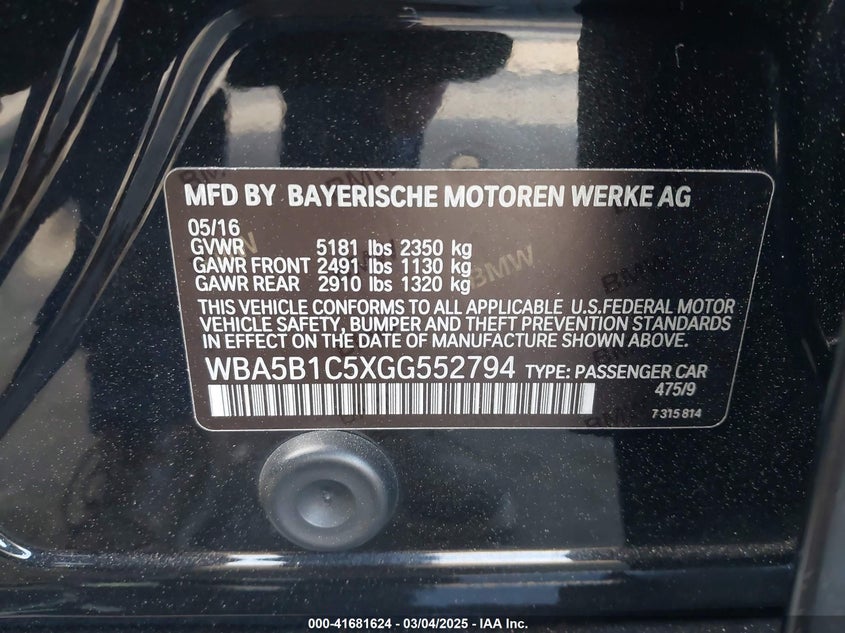 MFD BY BAYERISCHE MOTOREN WERKE AG
05/16
GVWR 5181 lbs 2350 kg
GAWR FRONT 2491 lbs 1130 kg
GAWR REAR 2910 lbs 1320 kg
THIS VEHICLE CONFORMS TO ALL APPLICABLE U.S.FEDERAL MOTOR
VEHICLE SAFETY, BUMPER AND THEFT PREVENTION STANDARDS
IN EFFECT ON THE DATE OF MANUFACTURE SHOWN ABOVE.
WBA5B1C5XGG552794 TYPE: PASSENGER CAR
475/9
7 315 814
000-41681624 - 03/04/2025 - IAA Inc.